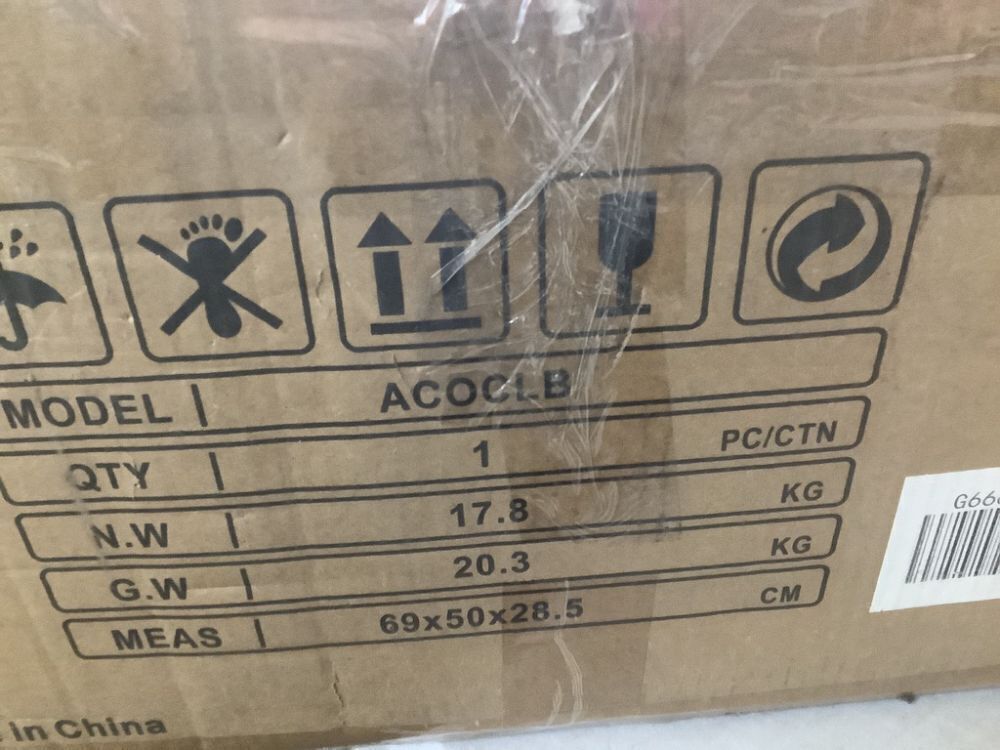 MODEL | ACOCLB
QTY | 1 PC/CTN
N.W | 17.8 KG
G.W | 20.3 KG
MEAS | 69x50x28.5 CM
in China